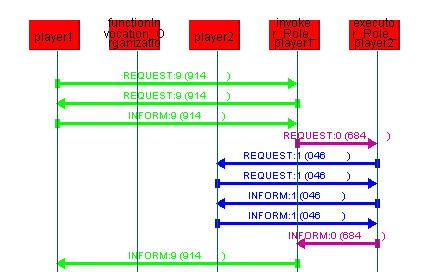 player1
functionIn
vocation_O
rganizatio
player2
invoke
r_Role_
player1
executo
r_Role_
player2
REQUEST:9 (914 )
REQUEST:9 (914 )
INFORM:9 (914 )
REQUEST:0 (684 )
REQUEST:1 (046 )
REQUEST:1 (046 )
INFORM:1 (046 )
INFORM:1 (046 )
INFORM:0 (684 )
INFORM:9 (914 )